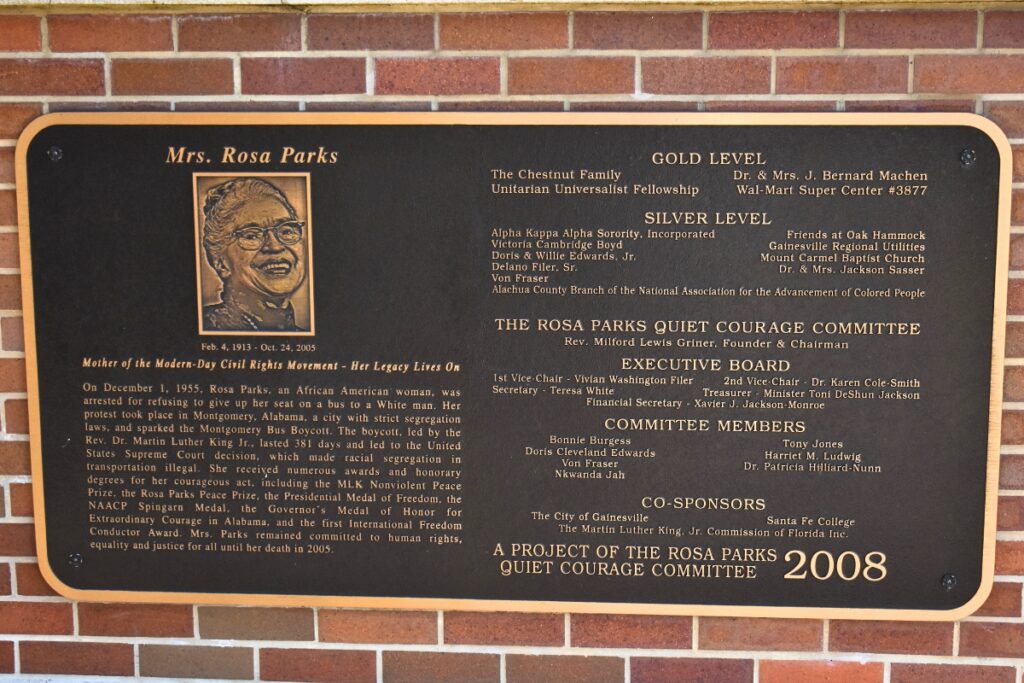 Mrs. Rosa Parks
Feb. 4, 1913 - Oct. 24, 2005
Mother of the Modern-Day Civil Rights Movement - Her Legacy Lives On
On December 1, 1955, Rosa Parks, an African American woman, was
arrested for refusing to give up her seat on a bus to a White man. Her
protest took place in Montgomery, Alabama, a city with strict segregation
laws, and sparked the Montgomery Bus Boycott. The boycott, led by the
Rev. Dr. Martin Luther King Jr., lasted 381 days and led to the United
States Supreme Court decision, which made racial segregation in
transportation illegal. She received numerous awards and honorary
degrees for her courageous act, including the MLK Nonviolent Peace
Prize, the Rosa Parks Peace Prize, the Presidential Medal of Freedom, the
NAACP Spingarn Medal, the Governor's Medal of Honor for
Extraordinary Courage in Alabama, and the first International Freedom
Conductor Award. Mrs. Parks remained committed to human rights,
equality and justice for all until her death in 2005.
GOLD LEVEL
The Chestnut Family Dr. & Mrs. J. Bernard Machen
Unitarian Universalist Fellowship Wal-Mart Super Center #3877
SILVER LEVEL
Alpha Kappa Alpha Sorority, Incorporated Friends at Oak Hammock
Victoria Cambridge Boyd Gainesville Regional Utilities
Doris & Willie Edwards, Jr. Mount Carmel Baptist Church
Delano Filer, Sr. Dr. & Mrs. Jackson Sasser
Von Fraser
Alachua County Branch of the National Association for the Advancement of Colored People
THE ROSA PARKS QUIET COURAGE COMMITTEE
Rev. Milford Lewis Griner, Founder & Chairman
EXECUTIVE BOARD
1st Vice-Chair - Vivian Washington Filer 2nd Vice-Chair - Dr. Karen Cole-Smith
Secretary - Teresa White Treasurer - Minister Toni DeShun Jackson
Financial Secretary - Xavier J. Jackson-Monroe
COMMITTEE MEMBERS
Bonnie Burgess Tony Jones
Doris Cleveland Edwards Harriet M. Ludwig
Von Fraser Dr. Patricia Hilliard-Nunn
Nkwanda Jah
CO-SPONSORS
The City of Gainesville Santa Fe College
The Martin Luther King, Jr. Commission of Florida Inc.
A PROJECT OF THE ROSA PARKS
QUIET COURAGE COMMITTEE 2008